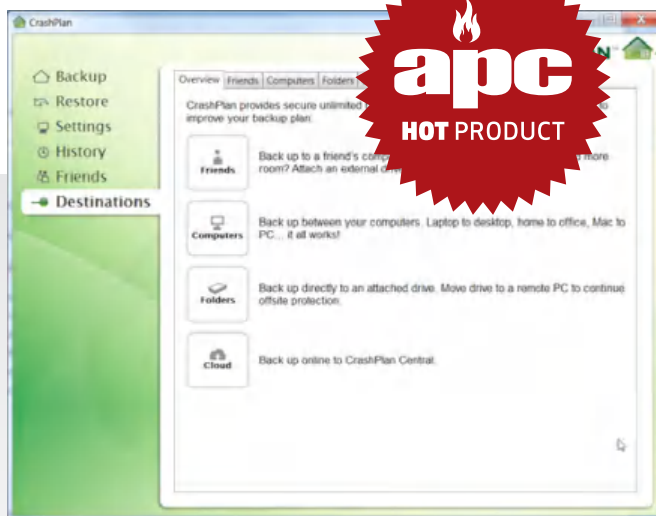 CrashPlan
apc
HOT PRODUCT
Backup
Restore
Settings
History
Friends
Destinations
Overview Friends Computers Folders
CrashPlan provides secure unlimited
to
improve your backup plan.
Friends
Back up to a friend's
more
room? Attach an external
Computers
Back up between your computers. Laptop to desktop, home to office, Mac to
PC... it all works!
Folders
Back up directly to an attached drive. Move drive to a remote PC to continue
offsite protection.
Cloud
Back up online to CrashPlan Central.